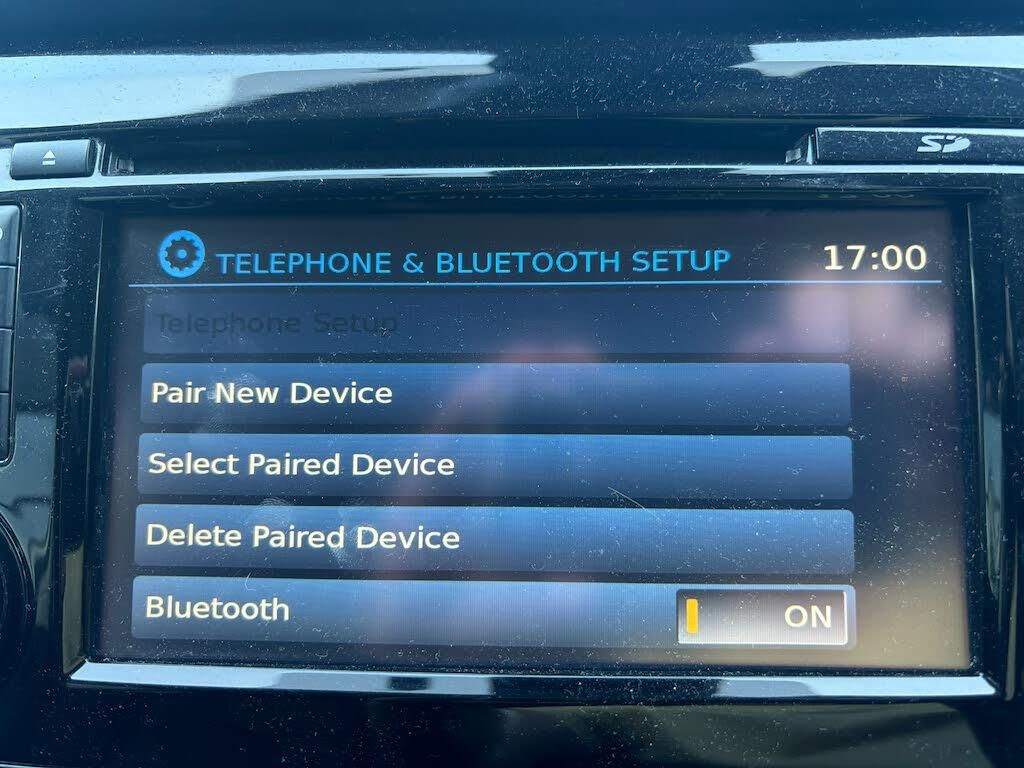 SD
TELEPHONE & BLUETOOTH SETUP
17:00
Telephone Setup
Pair New Device
Select Paired Device
Delete Paired Device
Bluetooth
ON